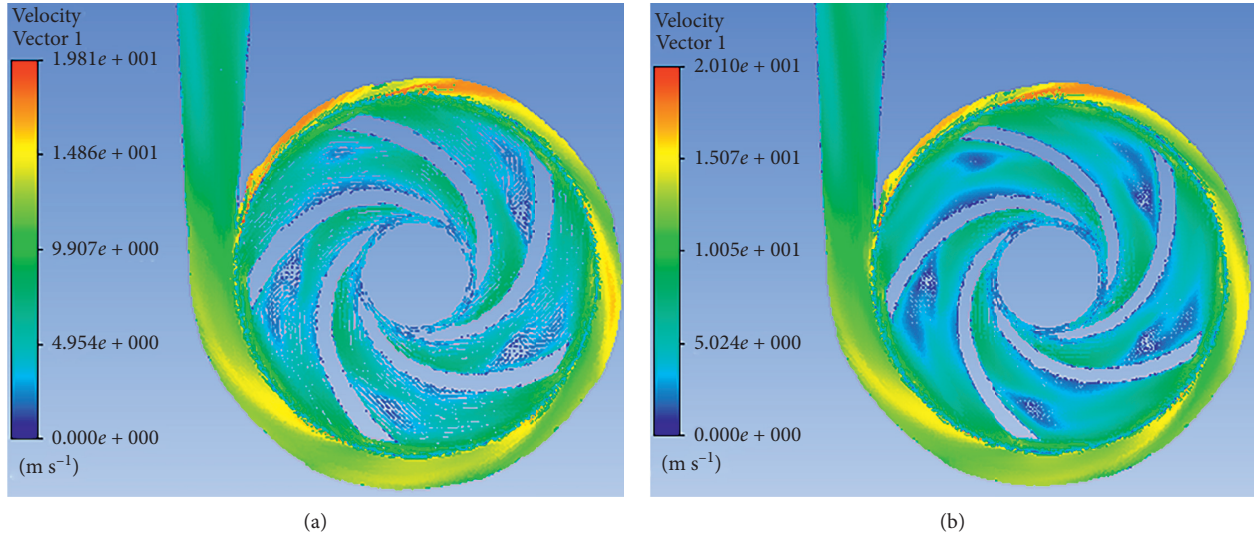 Velocity
Vector 1
1.981e + 001
1.486e + 001
9.907e + 000
4.954e + 000
0.000e + 000
(m s⁻¹)
(a)
Velocity
Vector 1
2.010e + 001
1.507e + 001
1.005e + 001
5.024e + 000
0.000e + 000
(m s⁻¹)
(b)